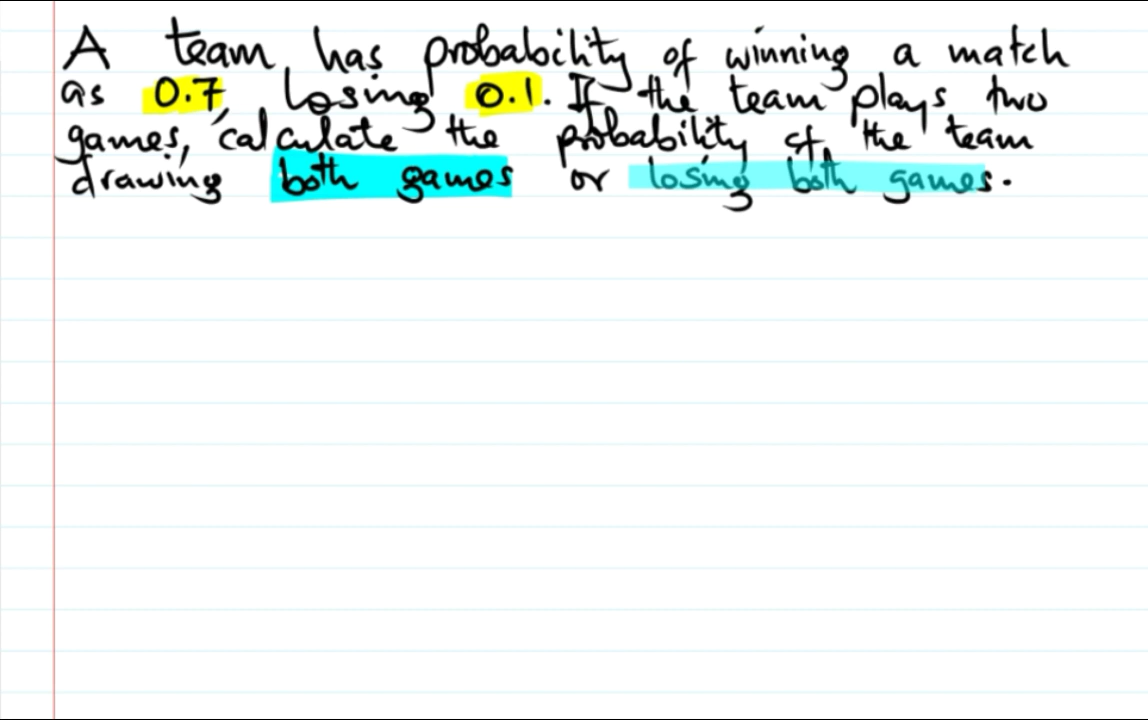 A team has probability of winning a match
as 0.7, losing 0.1. If the team plays two
games, calculate the probability of the team
drawing both games or losing both games.